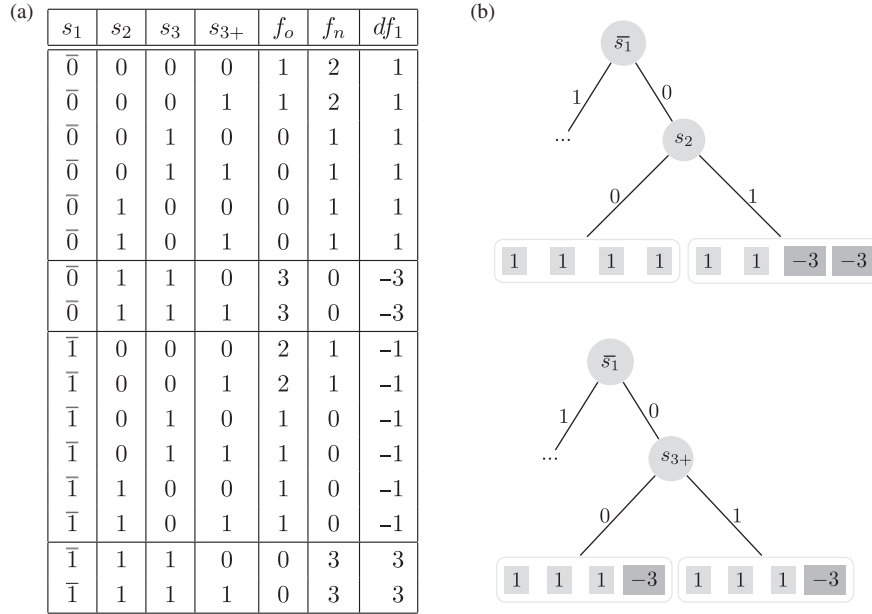 (a)
s₁ s₂ s₃ s₃₊ fₒ fₙ df₁
0̅ 0 0 0 1 2 1
0̅ 0 0 1 1 2 1
0̅ 0 1 0 0 1 1
0̅ 0 1 1 0 1 1
0̅ 1 0 0 0 1 1
0̅ 1 0 1 0 1 1
0̅ 1 1 0 3 0 –3
0̅ 1 1 1 3 0 –3
1̅ 0 0 0 2 1 –1
1̅ 0 0 1 2 1 –1
1̅ 0 1 0 1 0 –1
1̅ 0 1 1 1 0 –1
1̅ 1 0 0 1 0 –1
1̅ 1 0 1 1 0 –1
1̅ 1 1 0 0 3 3
1̅ 1 1 1 0 3 3
(b)
s̅₁
1 0
... s₂
0 1
1 1 1 1 1 1 −3 −3
s̅₁
1 0
... s₃₊
0 1
1 1 1 −3 1 1 1 −3